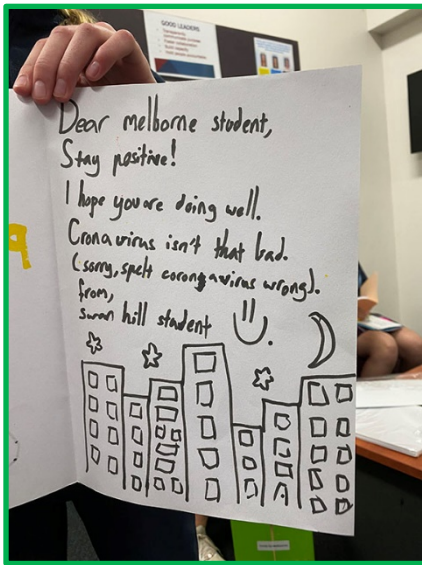 GOOD LEADERS
Dear melborne student,
Stay positive!
I hope you are doing well.
Cronavirus isn't that bad.
(sorry, spelt coronavirus wrong).
from,
swan hill student